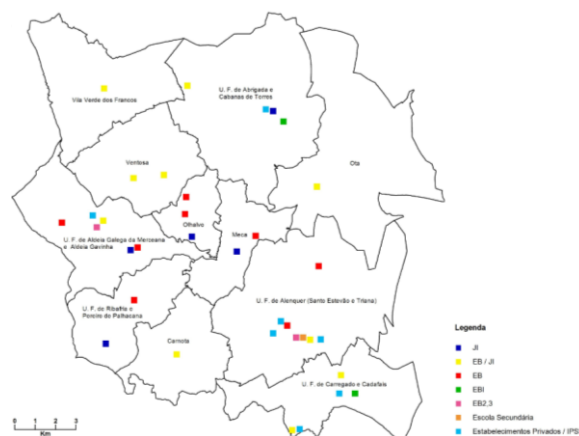 Vila Verde dos Francos
U. F. de Abrigada e
Cabanas de Torres
Ota
Ventosa
Olhalvo
Meca
U. F. de Aldeia Galega da Merceana
e Aldeia Gavinha
U. F. de Ribafria e
Pereiro de Palhacana
Carnota
U. F. de Alenquer (Santo Estevão e Triana)
U. F. de Carregado e Cadafais
Legenda
JI
EB / JI
EB
EBI
EB2,3
Escola Secundária
Estabelecimentos Privados / IPS
0 1 2 3
Km